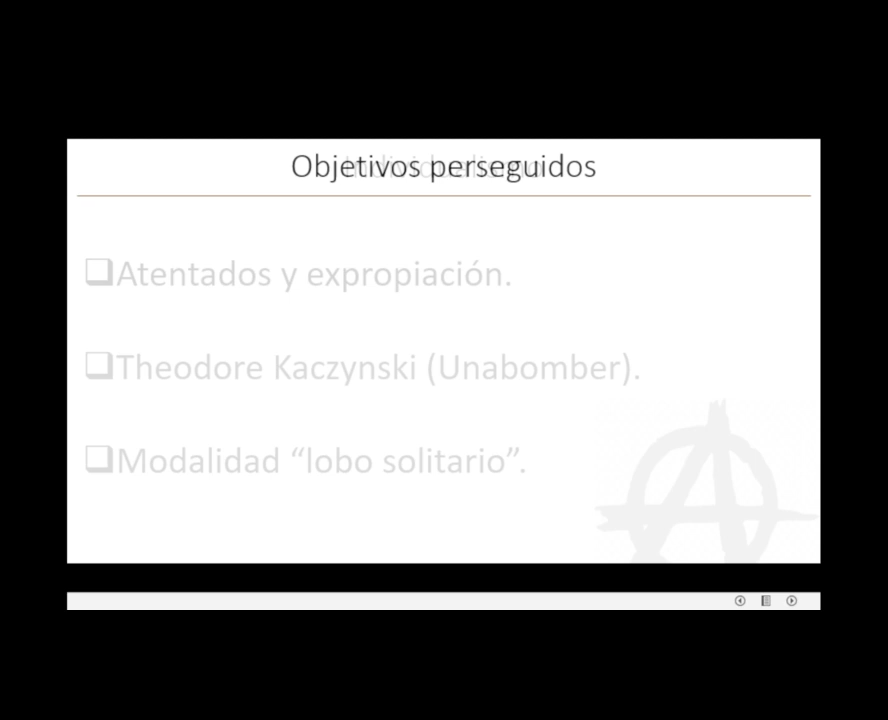 Objetivos perseguidos
Atentados y expropiación.
Theodore Kaczynski (Unabomber).
Modalidad “lobo solitario”.